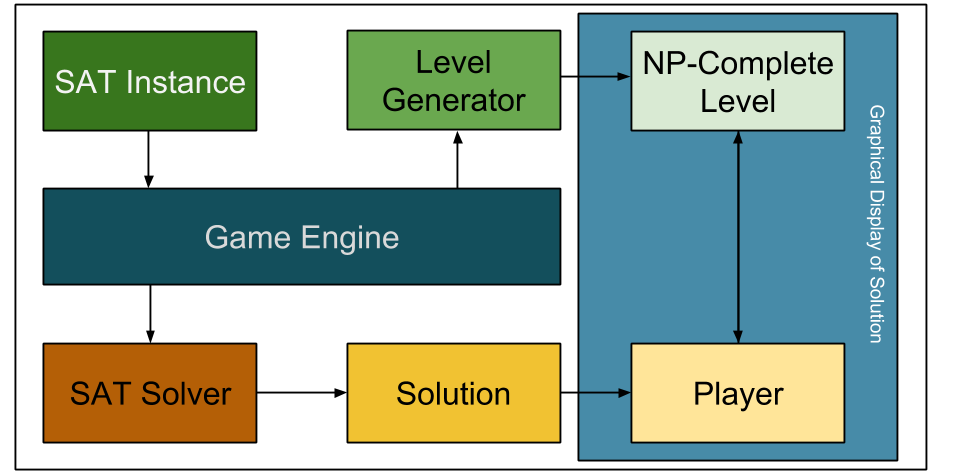 SAT Instance
Level
Generator
NP-Complete
Level
Graphical Display of Solution
Game Engine
SAT Solver
Solution
Player